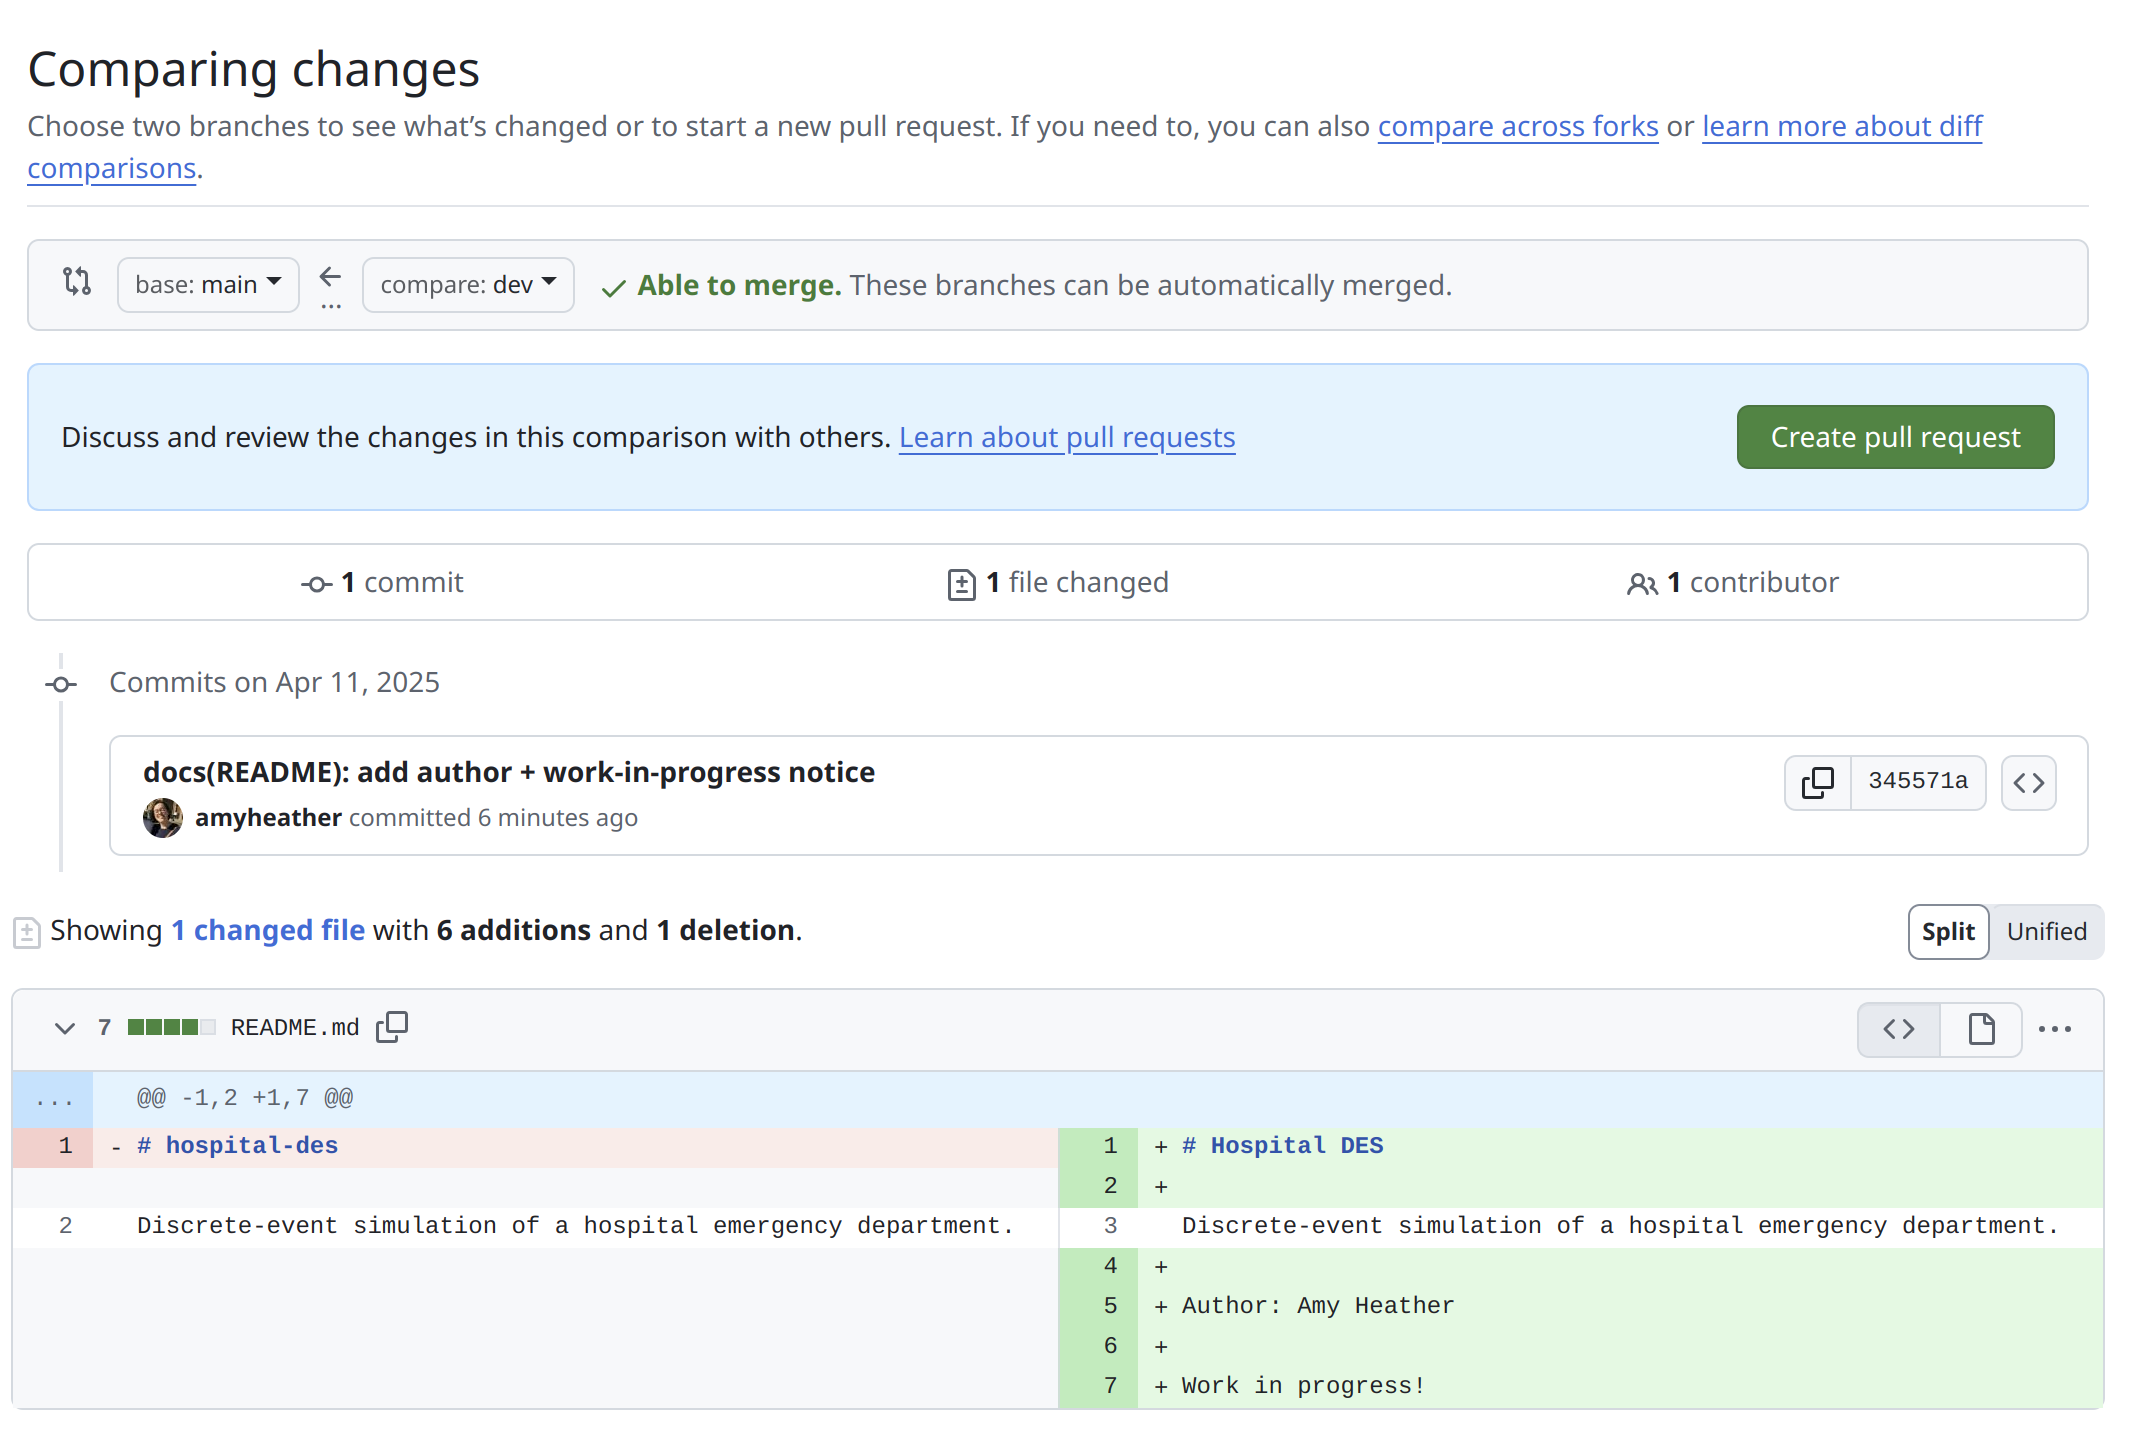 Comparing changes
Choose two branches to see what’s changed or to start a new pull request. If you need to, you can also compare across forks or learn more about diff
comparisons.
base: main ... compare: dev Able to merge. These branches can be automatically merged.
Discuss and review the changes in this comparison with others. Learn about pull requests Create pull request
1 commit 1 file changed 1 contributor
Commits on Apr 11, 2025
docs(README): add author + work-in-progress notice 345571a
amyheather committed 6 minutes ago
Showing 1 changed file with 6 additions and 1 deletion. Split Unified
7 README.md
... @@ -1,2 +1,7 @@
1 - # hospital-des 1 + # Hospital DES
2 +
2 Discrete-event simulation of a hospital emergency department. 3 Discrete-event simulation of a hospital emergency department.
4 +
5 + Author: Amy Heather
6 +
7 + Work in progress!